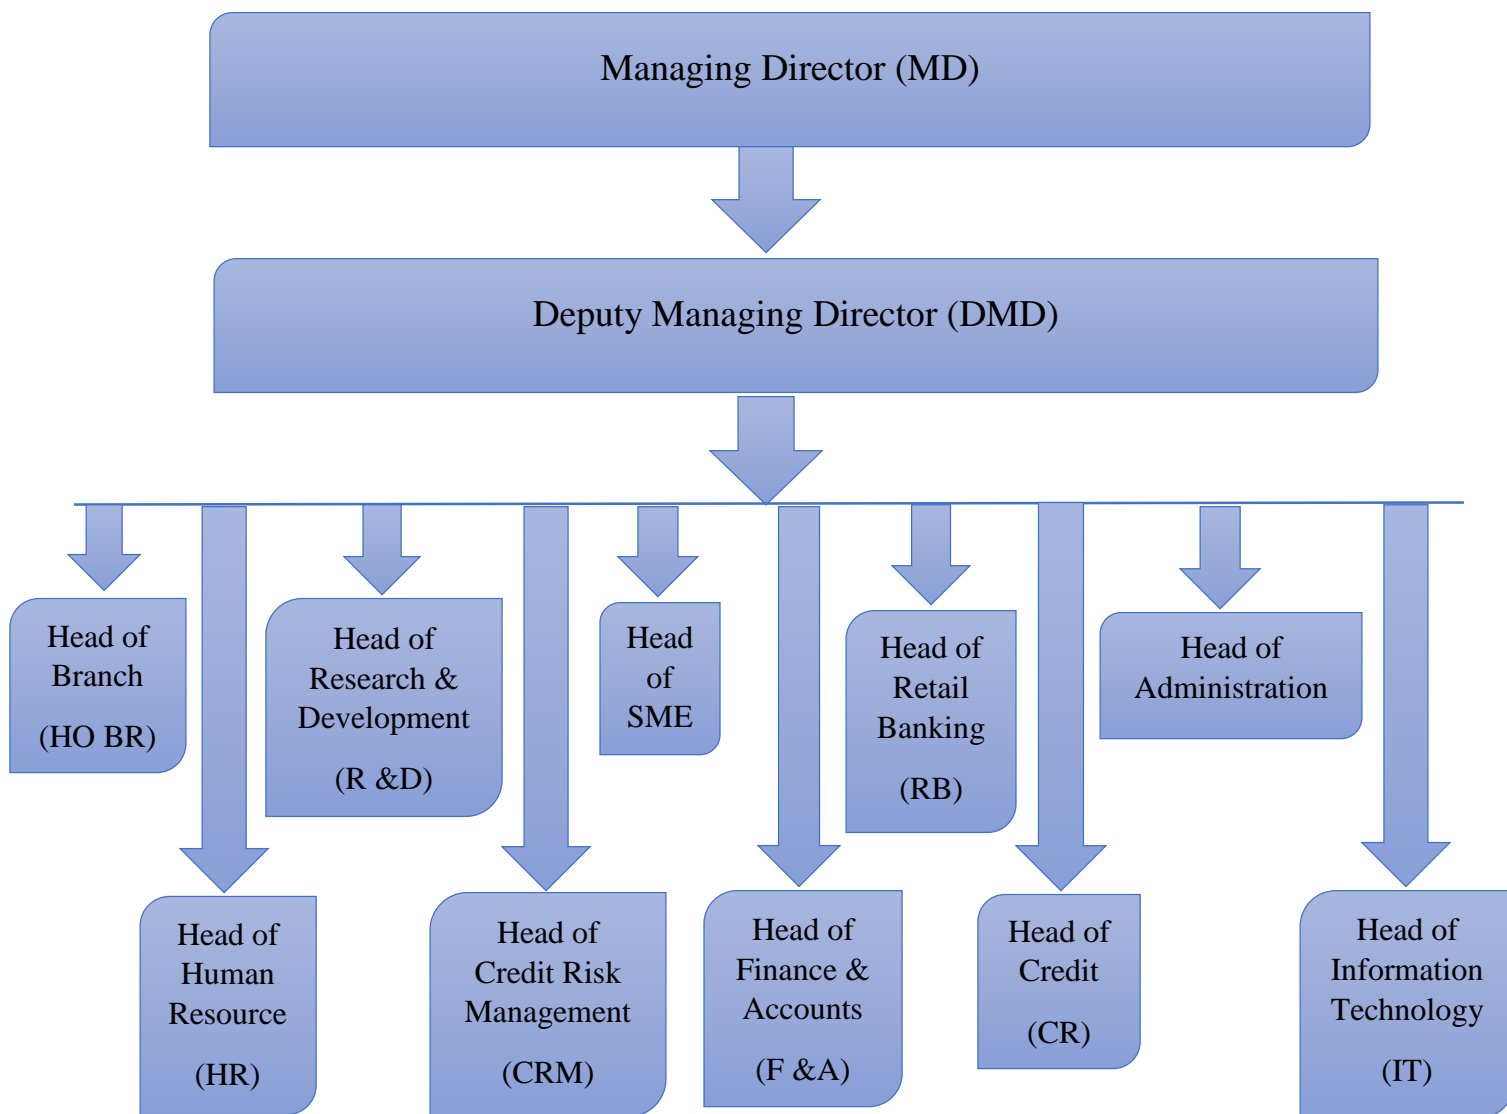 Managing Director (MD)
Deputy Managing Director (DMD)
Head of
Branch
(HO BR)
Head of
Research &
Development
(R &D)
Head
of
SME
Head of
Retail
Banking
(RB)
Head of
Administration
Head of
Human
Resource
(HR)
Head of
Credit Risk
Management
(CRM)
Head of
Finance &
Accounts
(F &A)
Head of
Credit
(CR)
Head of
Information
Technology
(IT)